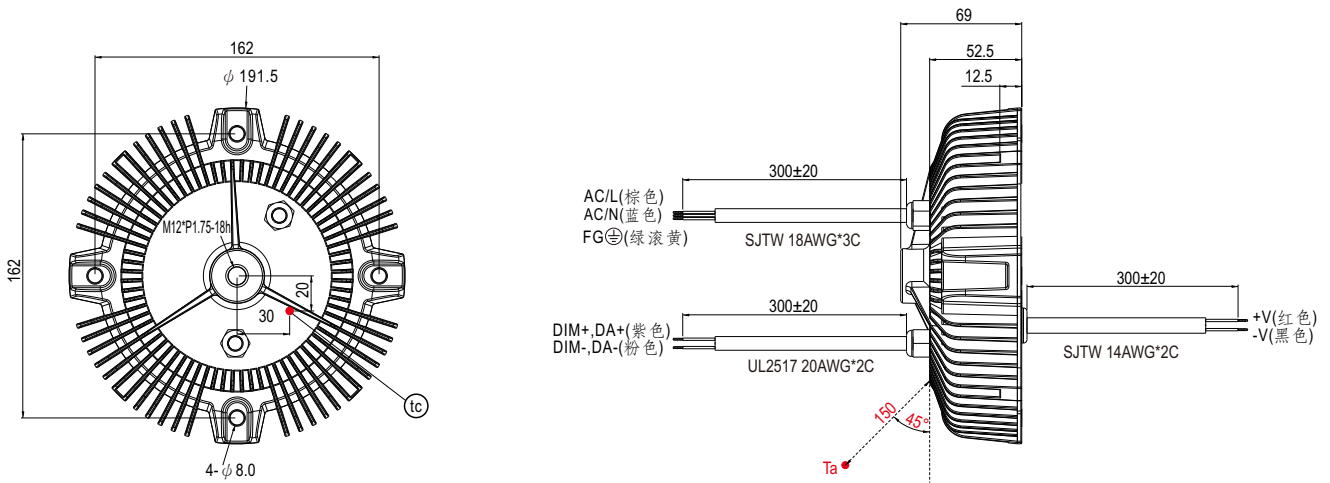 162
φ 191.5
162
M12*P1.75-18h
20
30
tc
4-φ8.0
69
52.5
12.5
300±20
AC/L(棕色)
AC/N(蓝色)
FG(绿滚黄)
SJTW 18AWG*3C
300±20
+V(红色)
-V(黑色)
SJTW 14AWG*2C
300±20
DIM+,DA+(紫色)
DIM-,DA-(粉色)
UL2517 20AWG*2C
150
45°
Ta